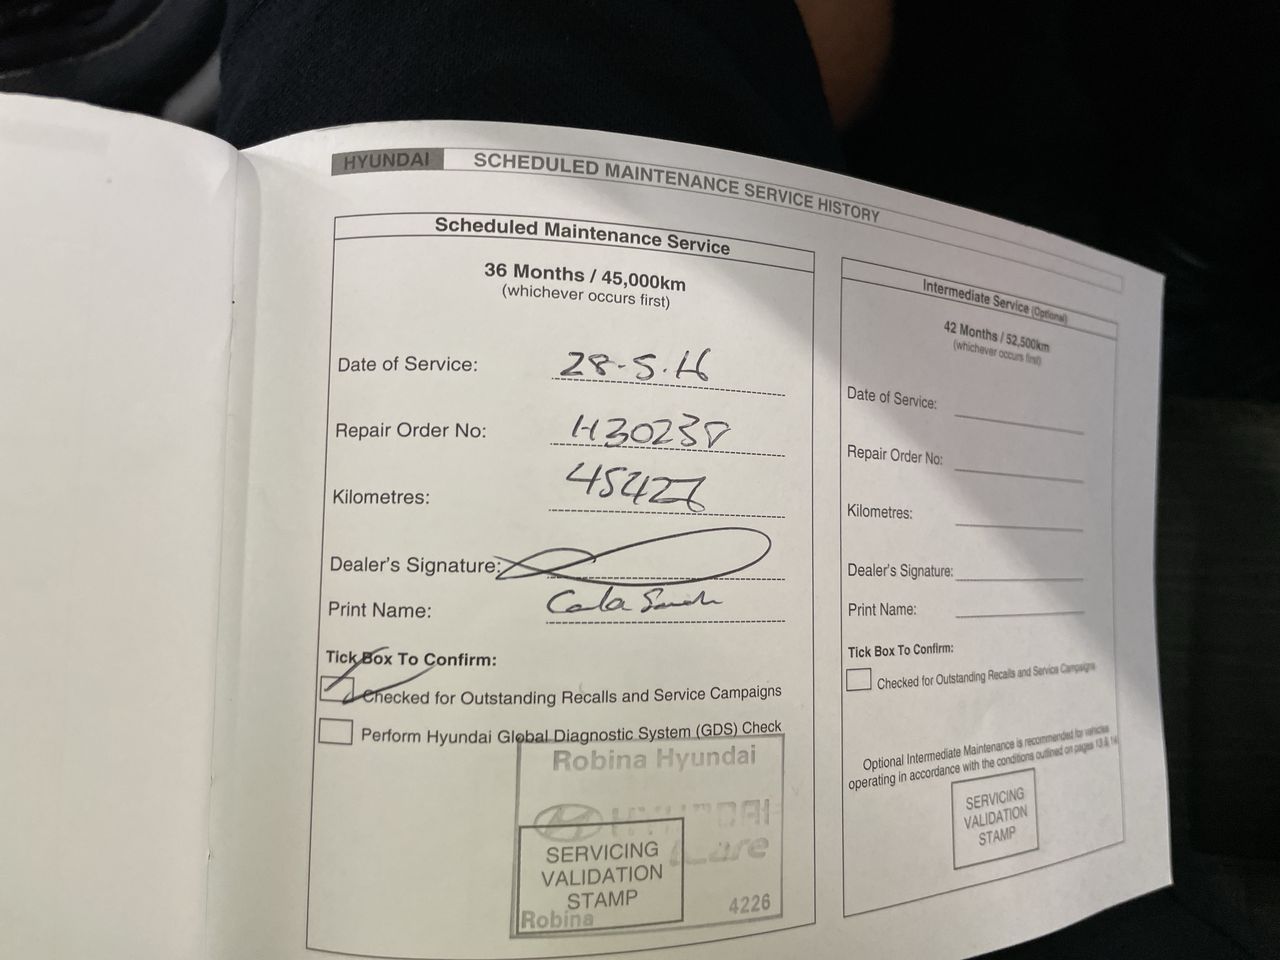 HYUNDAI SCHEDULED MAINTENANCE SERVICE HISTORY
Scheduled Maintenance Service
36 Months / 45,000km
(whichever occurs first)
Date of Service: 28-5-16
Repair Order No: H30238
Kilometres: 45426
Dealer's Signature:
Print Name:
Tick Box To Confirm:
Checked for Outstanding Recalls and Service Campaigns
Perform Hyundai Global Diagnostic System (GDS) Check
Robina Hyundai
HYUNDAI
iCare
SERVICING
VALIDATION
STAMP
Robina 4226
Intermediate Service (Optional)
42 Months / 52,500km
(whichever occurs first)
Date of Service:
Repair Order No:
Kilometres:
Dealer's Signature:
Print Name:
Tick Box To Confirm:
Checked for Outstanding Recalls and Service Campaigns
Optional Intermediate Maintenance is recommended for vehicles
operating in accordance with the conditions outlined on pages 13 & 14
SERVICING
VALIDATION
STAMP